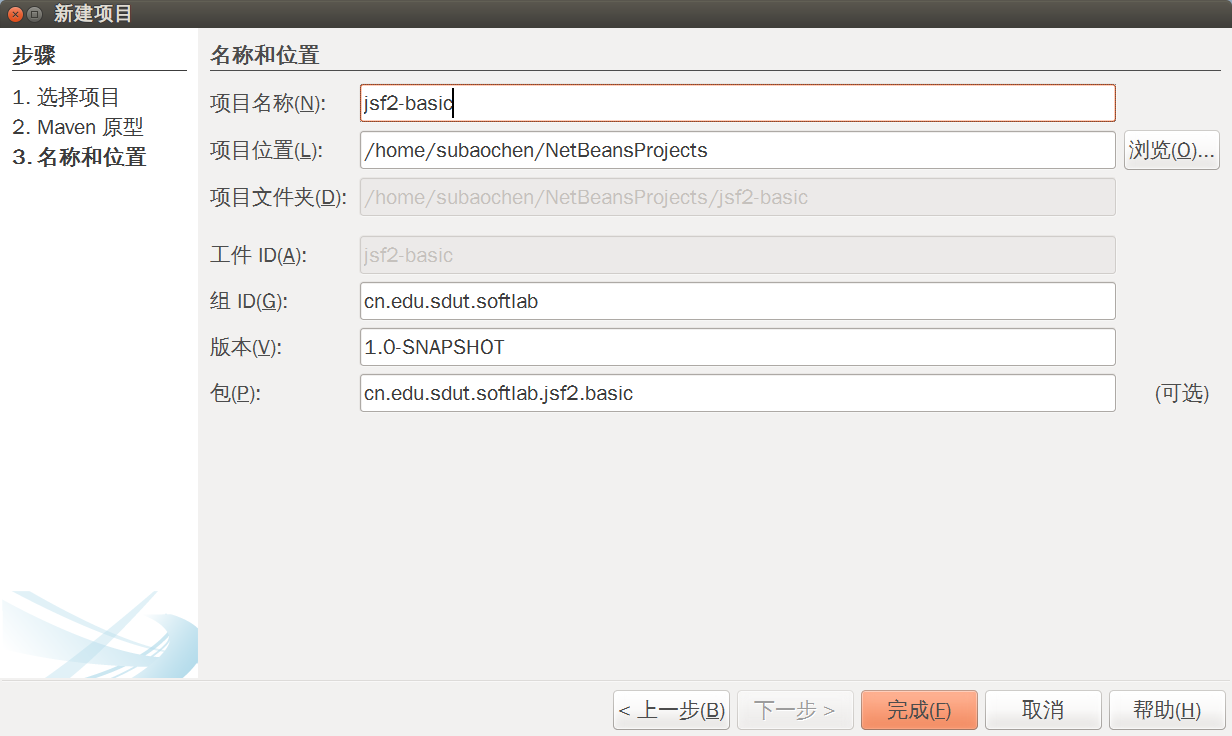 新建项目
步骤
1. 选择项目
2. Maven 原型
3. 名称和位置
名称和位置
项目名称(N): jsf2-basic
项目位置(L): /home/subaochen/NetBeansProjects 浏览(O)...
项目文件夹(D): /home/subaochen/NetBeansProjects/jsf2-basic
工件 ID(A): jsf2-basic
组 ID(G): cn.edu.sdut.softlab
版本(V): 1.0-SNAPSHOT
包(P): cn.edu.sdut.softlab.jsf2.basic (可选)
< 上一步(B) 下一步 > 完成(F) 取消 帮助(H)